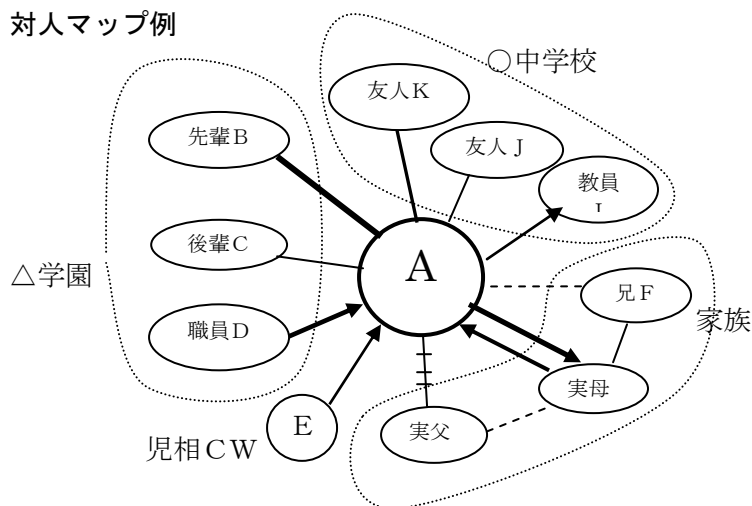 対人マップ例
○中学校
友人K
先輩B
友人J
教員
I
後輩C
A
△学園
兄F
職員D
家族
実母
E
実父
児相CW